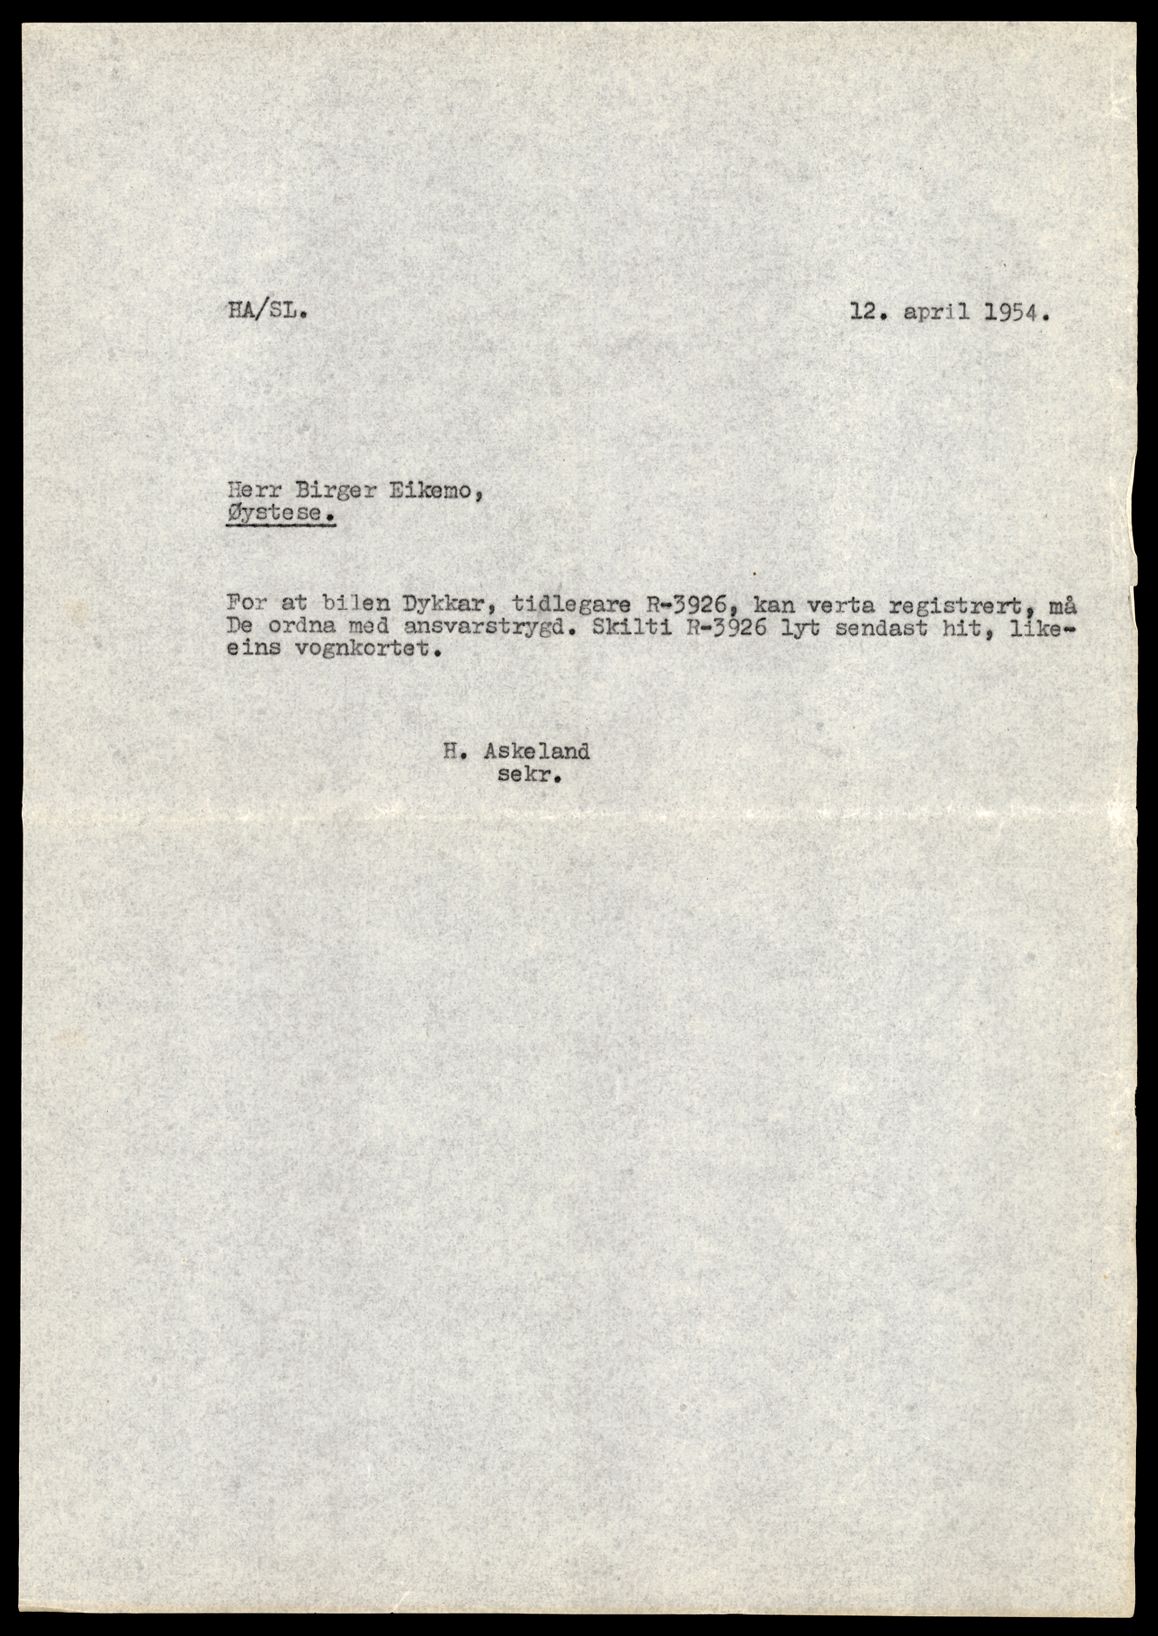 HA/SL.
12. april 1954.
Herr Birger Eikemo,
Øystese.
For at bilen Dykkar, tidlegare R-3926, kan verta registrert, må
De ordna med ansvarstrygd. Skilti R-3926 lyt sendast hit, like-
eins vognkortet.
H. Askeland
sekr.